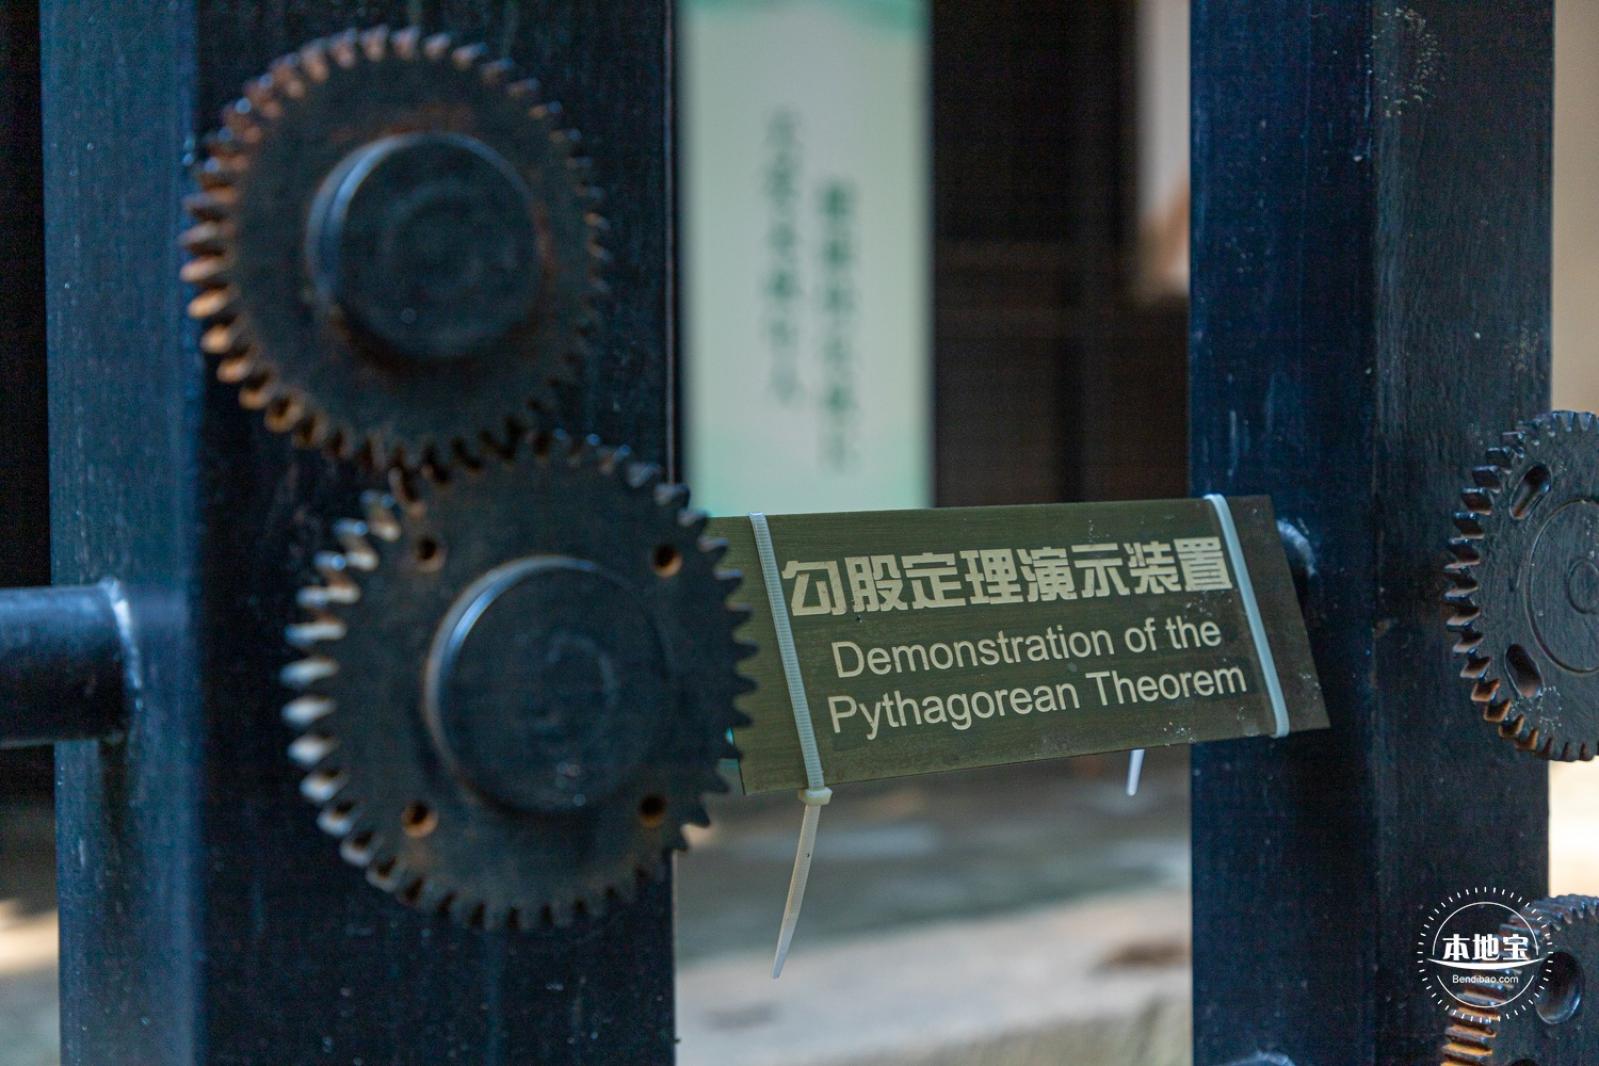 勾股定理演示装置
Demonstration of the
Pythagorean Theorem
本地宝
Bendibao.com